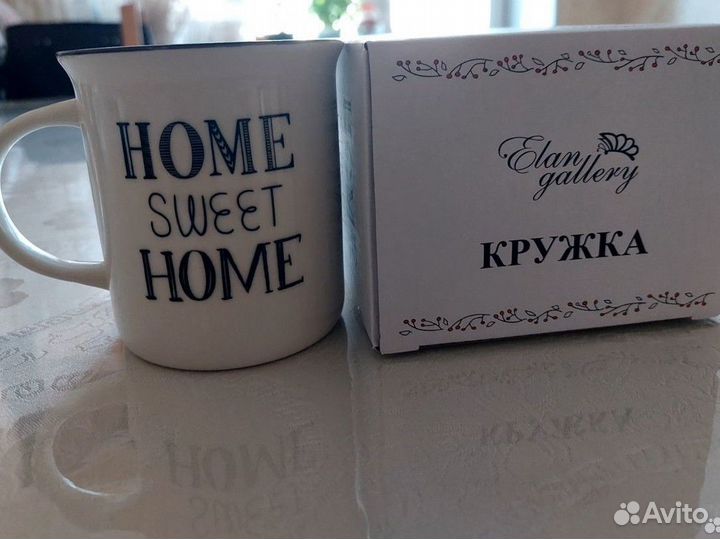 HOME
SWEET
HOME
Elan
gallery
КРУЖКА
Avito